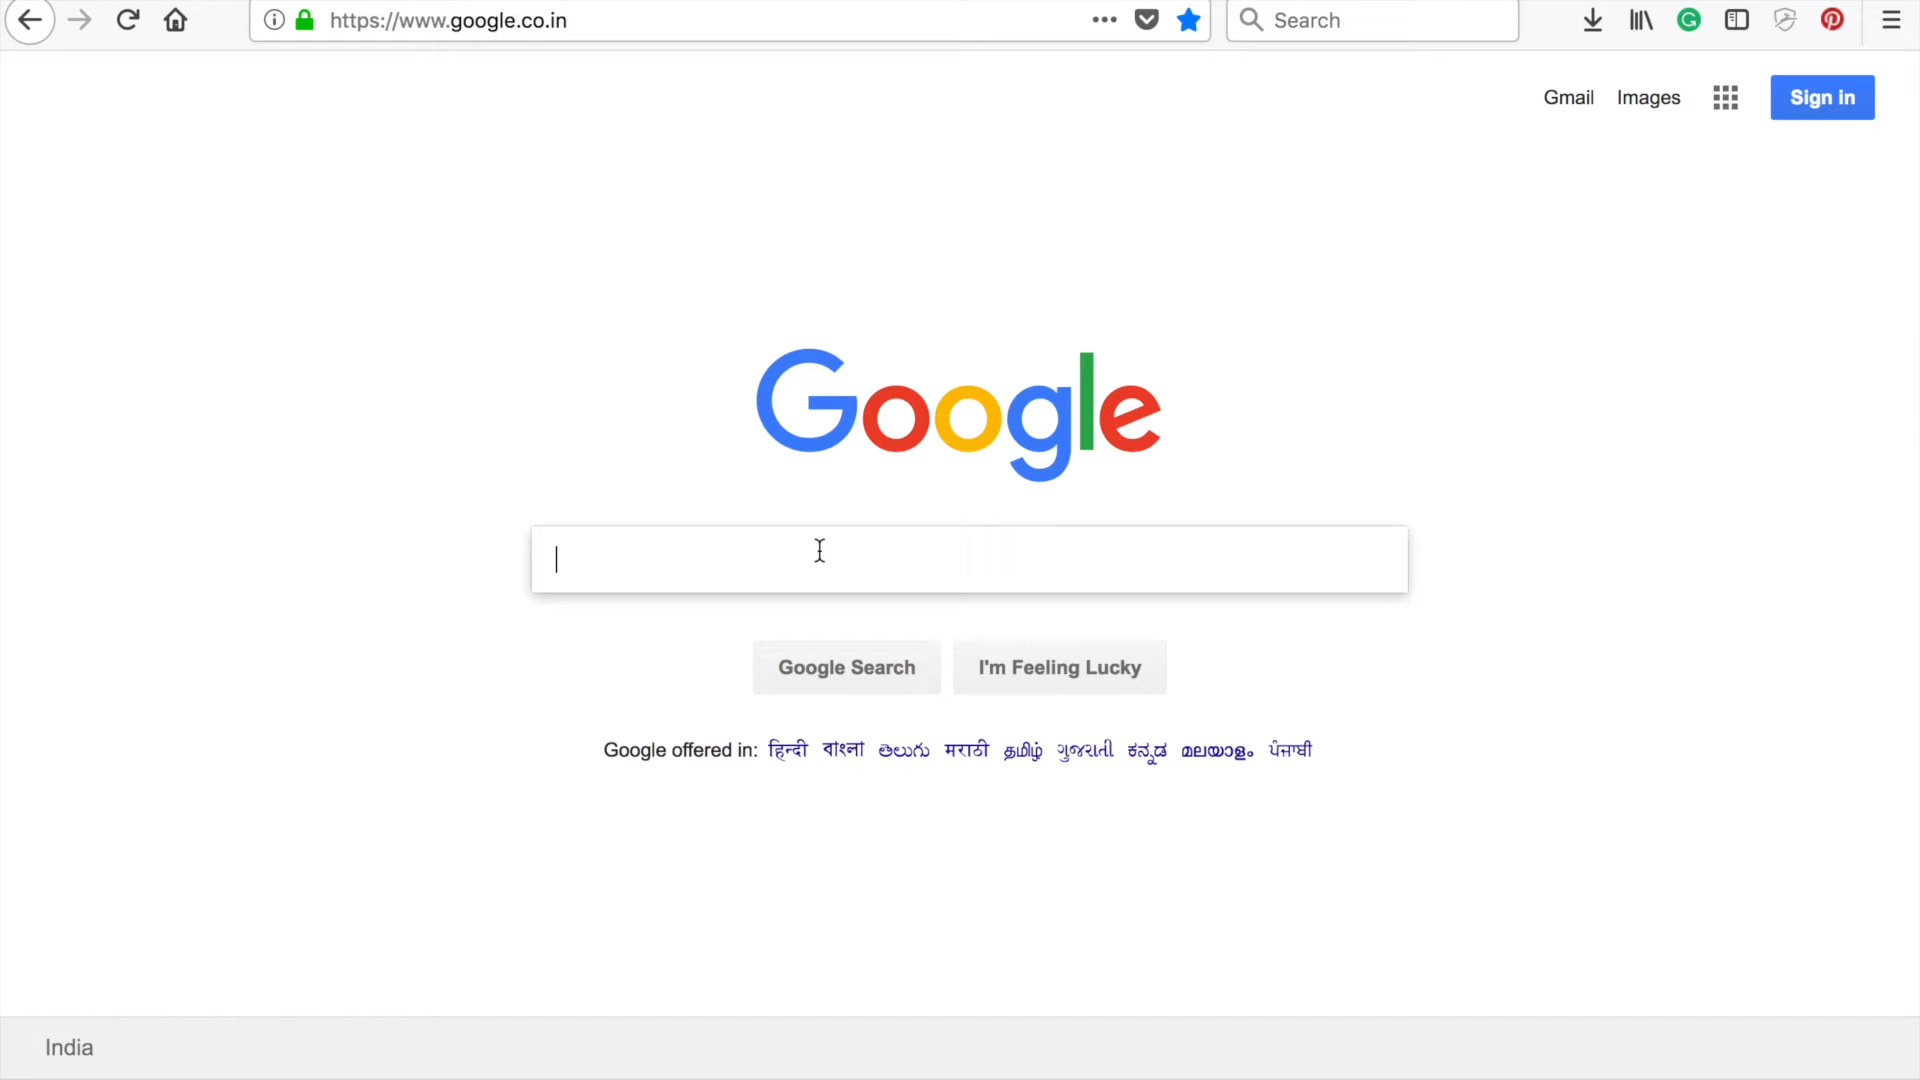 https://www.google.co.in
Search
Gmail Images Sign in
Google
Google Search I'm Feeling Lucky
Google offered in: हिन्दी বাংলা తెలుగు मराठी தமிழ் ગુજરાતી ಕನ್ನಡ മലയാളം ਪੰਜਾਬੀ
India